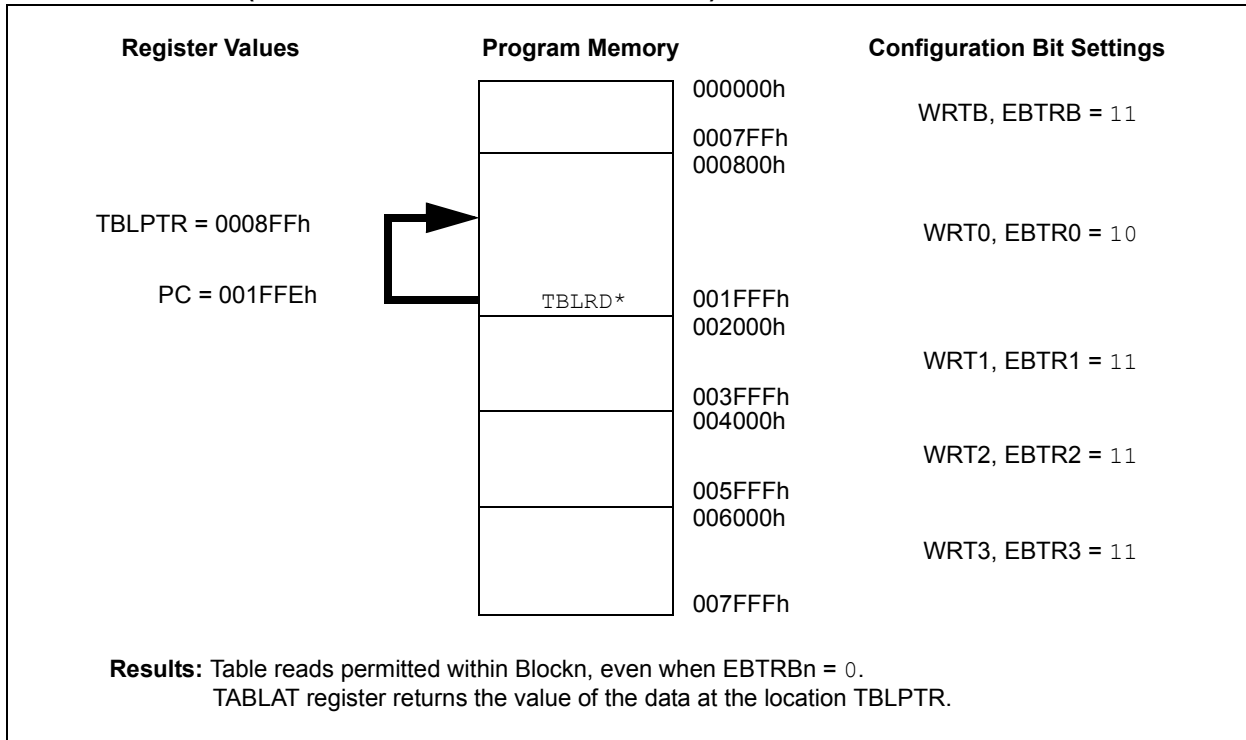 Register Values
Program Memory
Configuration Bit Settings
000000h
WRTB, EBTRB = 11
0007FFh
000800h
TBLPTR = 0008FFh
WRT0, EBTR0 = 10
PC = 001FFEh
TBLRD*
001FFFh
002000h
WRT1, EBTR1 = 11
003FFFh
004000h
WRT2, EBTR2 = 11
005FFFh
006000h
WRT3, EBTR3 = 11
007FFFh
Results: Table reads permitted within Blockn, even when EBTRBn = 0.
TABLAT register returns the value of the data at the location TBLPTR.